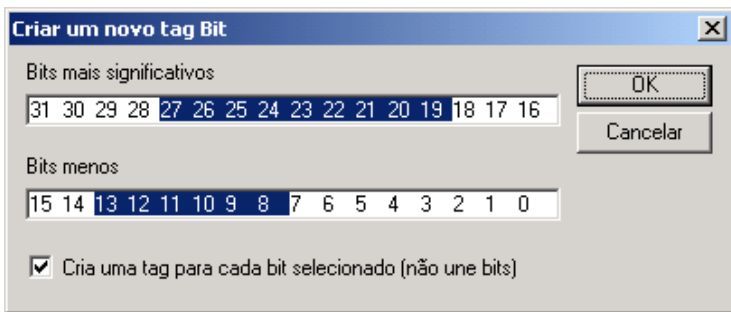 Criar um novo tag Bit
Bits mais significativos
31 30 29 28 27 26 25 24 23 22 21 20 19 18 17 16
OK
Cancelar
Bits menos
15 14 13 12 11 10 9 8 7 6 5 4 3 2 1 0
Cria uma tag para cada bit selecionado (não une bits)